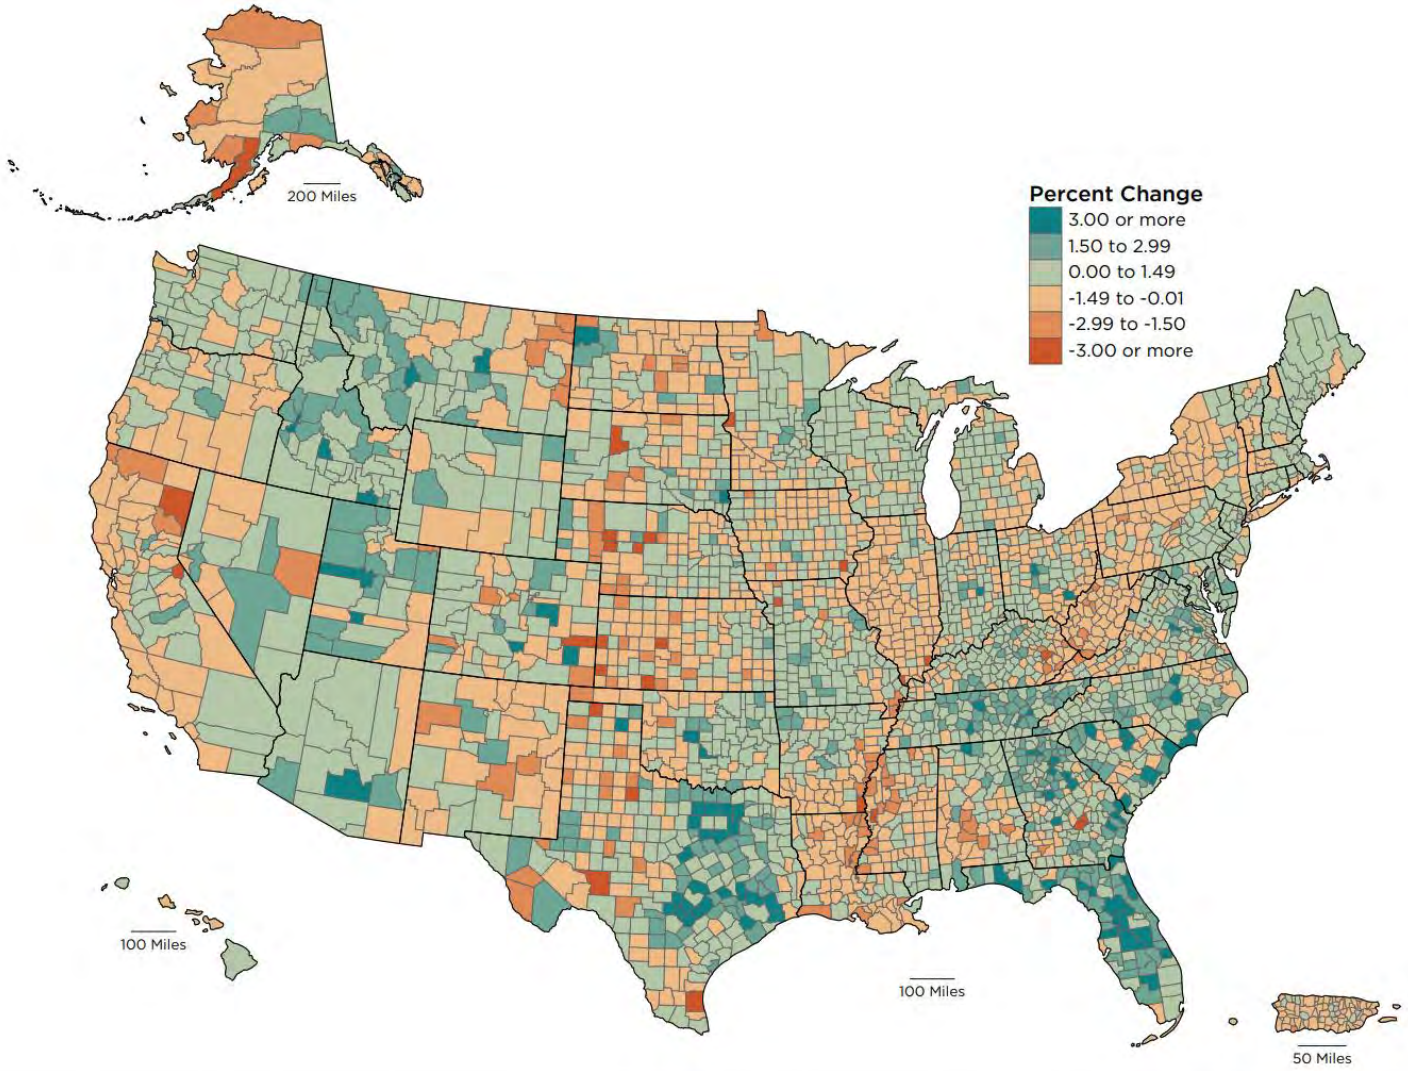 200 Miles
Percent Change
3.00 or more
1.50 to 2.99
0.00 to 1.49
-1.49 to -0.01
-2.99 to -1.50
-3.00 or more
100 Miles
100 Miles
50 Miles